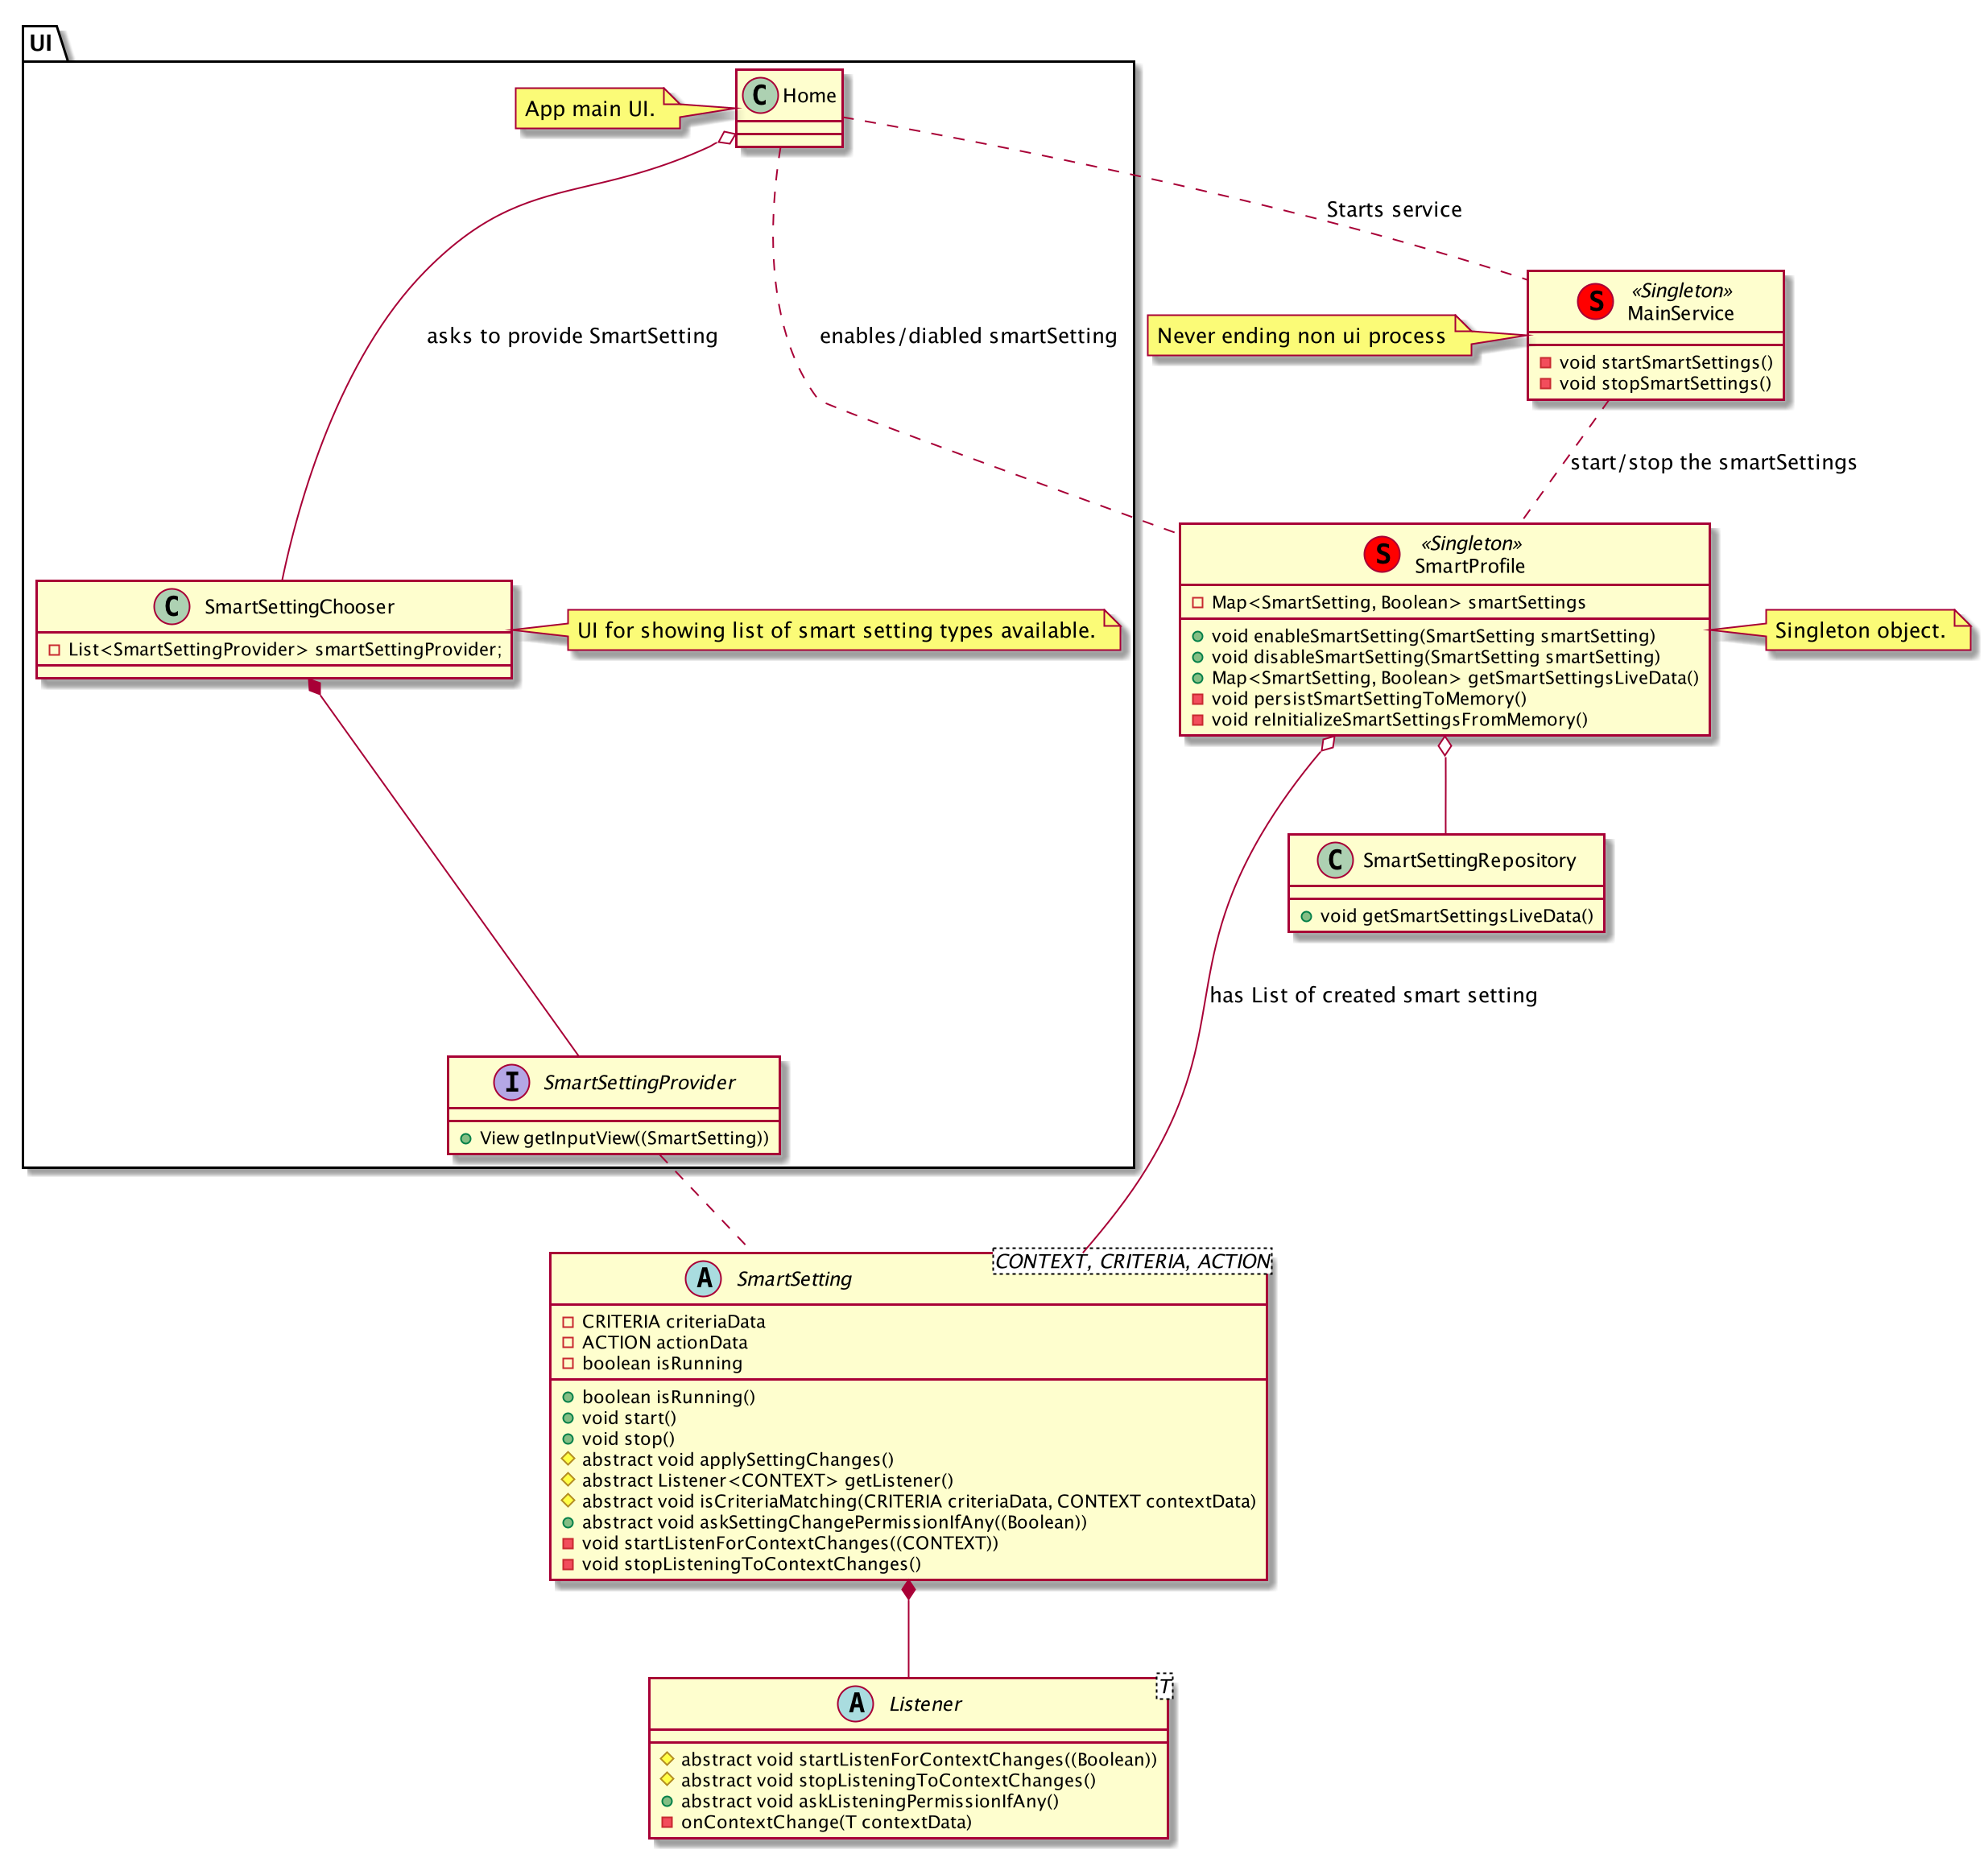 UI
App main UI.
C Home
Starts service
asks to provide SmartSetting
enables/diabled smartSetting
S «Singleton»
MainService
void startSmartSettings()
void stopSmartSettings()
Never ending non ui process
start/stop the smartSettings
S «Singleton»
SmartProfile
Map<SmartSetting, Boolean> smartSettings
void enableSmartSetting(SmartSetting smartSetting)
void disableSmartSetting(SmartSetting smartSetting)
Map<SmartSetting, Boolean> getSmartSettingsLiveData()
void persistSmartSettingToMemory()
void reInitializeSmartSettingsFromMemory()
Singleton object.
C SmartSettingChooser
List<SmartSettingProvider> smartSettingProvider;
UI for showing list of smart setting types available.
C SmartSettingRepository
void getSmartSettingsLiveData()
has List of created smart setting
I SmartSettingProvider
View getInputView((SmartSetting))
CONTEXT, CRITERIA, ACTION
A SmartSetting
CRITERIA criteriaData
ACTION actionData
boolean isRunning
boolean isRunning()
void start()
void stop()
abstract void applySettingChanges()
abstract Listener<CONTEXT> getListener()
abstract void isCriteriaMatching(CRITERIA criteriaData, CONTEXT contextData)
abstract void askSettingChangePermissionIfAny((Boolean))
void startListenForContextChanges((CONTEXT))
void stopListeningToContextChanges()
T
A Listener
abstract void startListenForContextChanges((Boolean))
abstract void stopListeningToContextChanges()
abstract void askListeningPermissionIfAny()
onContextChange(T contextData)